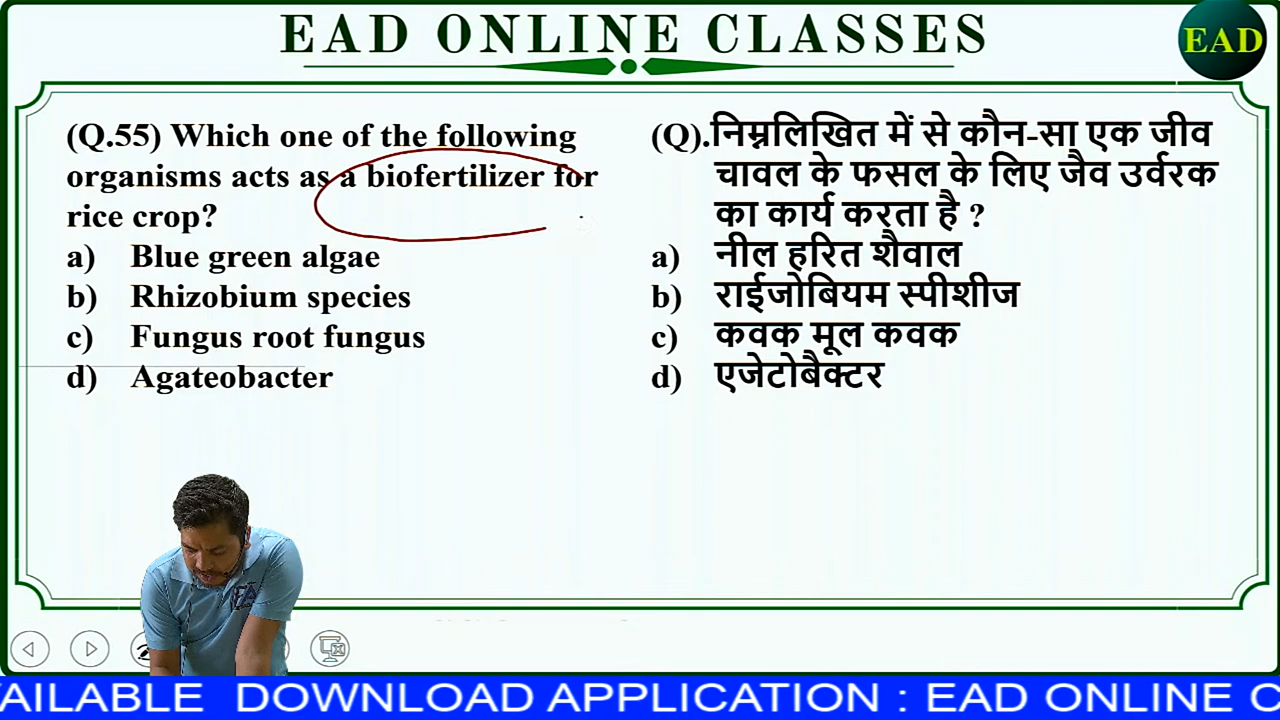 EAD ONLINE CLASSES
EAD
(Q.55) Which one of the following
organisms acts as a biofertilizer for
rice crop?
a) Blue green algae
b) Rhizobium species
c) Fungus root fungus
d) Agateobacter
(Q).निम्नलिखित में से कौन-सा एक जीव
चावल के फसल के लिए जैव उर्वरक
का कार्य करता है ?
a) नील हरित शैवाल
b) राईजोबियम स्पीशीज
c) कवक मूल कवक
d) एजेटोबैक्टर
AILABLE DOWNLOAD APPLICATION : EAD ONLINE C